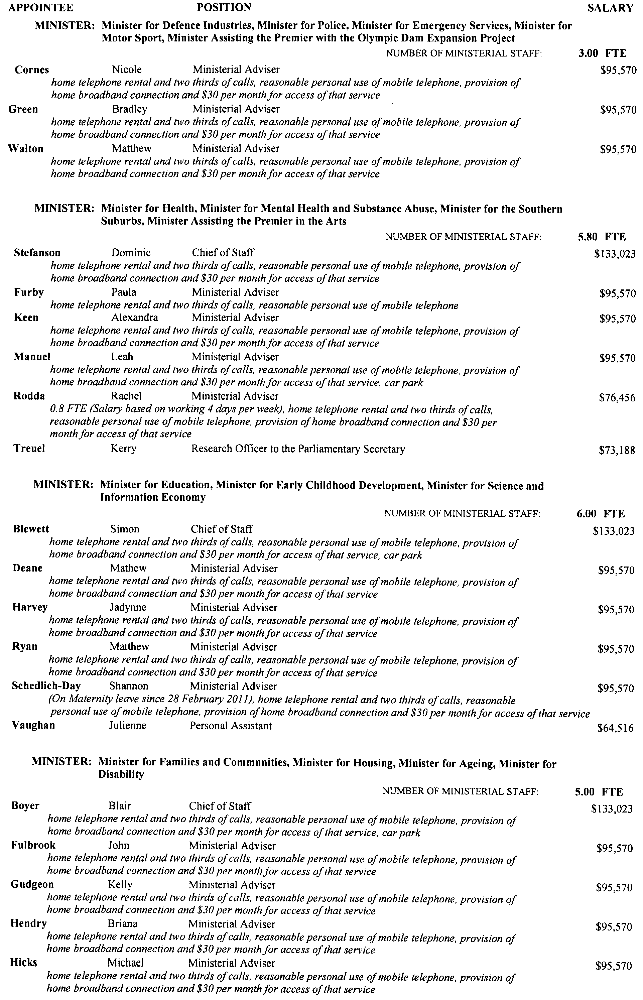 APPOINTEE POSITION SALARY
MINISTER: Minister for Defence Industries, Minister for Police, Minister for Emergency Services, Minister for
Motor Sport, Minister Assisting the Premier with the Olympic Dam Expansion Project
NUMBER OF MINISTERIAL STAFF: 3.00 FTE
Cornes Nicole Ministerial Adviser $95,570
home telephone rental and two thirds of calls, reasonable personal use of mobile telephone, provision of
home broadband connection and $30 per month for access of that service
Green Bradley Ministerial Adviser $95,570
home telephone rental and two thirds of calls, reasonable personal use of mobile telephone, provision of
home broadband connection and $30 per month for access of that service
Walton Matthew Ministerial Adviser $95,570
home telephone rental and two thirds of calls, reasonable personal use of mobile telephone, provision of
home broadband connection and $30 per month for access of that service
MINISTER: Minister for Health, Minister for Mental Health and Substance Abuse, Minister for the Southern
Suburbs, Minister Assisting the Premier in the Arts
NUMBER OF MINISTERIAL STAFF: 5.80 FTE
Stefanson Dominic Chief of Staff $133,023
home telephone rental and two thirds of calls, reasonable personal use of mobile telephone, provision of
home broadband connection and $30 per month for access of that service
Furby Paula Ministerial Adviser $95,570
home telephone rental and two thirds of calls, reasonable personal use of mobile telephone
Keen Alexandra Ministerial Adviser $95,570
home telephone rental and two thirds of calls, reasonable personal use of mobile telephone, provision of
home broadband connection and $30 per month for access of that service
Manuel Leah Ministerial Adviser $95,570
home telephone rental and two thirds of calls, reasonable personal use of mobile telephone, provision of
home broadband connection and $30 per month for access of that service, car park
Rodda Rachel Ministerial Adviser $76,456
0.8 FTE (Salary based on working 4 days per week), home telephone rental and two thirds of calls,
reasonable personal use of mobile telephone, provision of home broadband connection and $30 per
month for access of that service
Treuel Kerry Research Officer to the Parliamentary Secretary $73,188
MINISTER: Minister for Education, Minister for Early Childhood Development, Minister for Science and
Information Economy
NUMBER OF MINISTERIAL STAFF: 6.00 FTE
Blewett Simon Chief of Staff $133,023
home telephone rental and two thirds of calls, reasonable personal use of mobile telephone, provision of
home broadband connection and $30 per month for access of that service, car park
Deane Mathew Ministerial Adviser $95,570
home telephone rental and two thirds of calls, reasonable personal use of mobile telephone, provision of
home broadband connection and $30 per month for access of that service
Harvey Jadynne Ministerial Adviser $95,570
home telephone rental and two thirds of calls, reasonable personal use of mobile telephone, provision of
home broadband connection and $30 per month for access of that service
Ryan Matthew Ministerial Adviser $95,570
home telephone rental and two thirds of calls, reasonable personal use of mobile telephone, provision of
home broadband connection and $30 per month for access of that service
Schedlich-Day Shannon Ministerial Adviser $95,570
(On Maternity leave since 28 February 2011), home telephone rental and two thirds of calls, reasonable
personal use of mobile telephone, provision of home broadband connection and $30 per month for access of that service
Vaughan Julienne Personal Assistant $64,516
MINISTER: Minister for Families and Communities, Minister for Housing, Minister for Ageing, Minister for
Disability
NUMBER OF MINISTERIAL STAFF: 5.00 FTE
Boyer Blair Chief of Staff $133,023
home telephone rental and two thirds of calls, reasonable personal use of mobile telephone, provision of
home broadband connection and $30 per month for access of that service, car park
Fulbrook John Ministerial Adviser $95,570
home telephone rental and two thirds of calls, reasonable personal use of mobile telephone, provision of
home broadband connection and $30 per month for access of that service
Gudgeon Kelly Ministerial Adviser $95,570
home telephone rental and two thirds of calls, reasonable personal use of mobile telephone, provision of
home broadband connection and $30 per month for access of that service
Hendry Briana Ministerial Adviser $95,570
home telephone rental and two thirds of calls, reasonable personal use of mobile telephone, provision of
home broadband connection and $30 per month for access of that service
Hicks Michael Ministerial Adviser $95,570
home telephone rental and two thirds of calls, reasonable personal use of mobile telephone, provision of
home broadband connection and $30 per month for access of that service